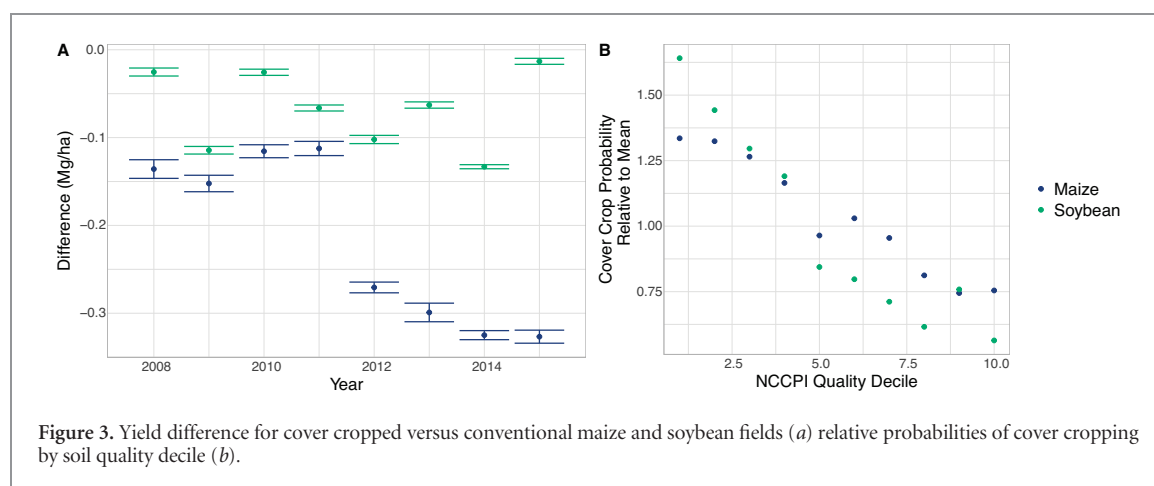 A
0.0
−0.1
−0.2
−0.3
Difference (Mg/ha)
2008
2010
2012
2014
Year
B
1.50
1.25
1.00
0.75
Cover Crop Probability
Relative to Mean
2.5
5.0
7.5
10.0
NCCPI Quality Decile
Maize
Soybean
Figure 3. Yield difference for cover cropped versus conventional maize and soybean fields (a) relative probabilities of cover cropping
by soil quality decile (b).